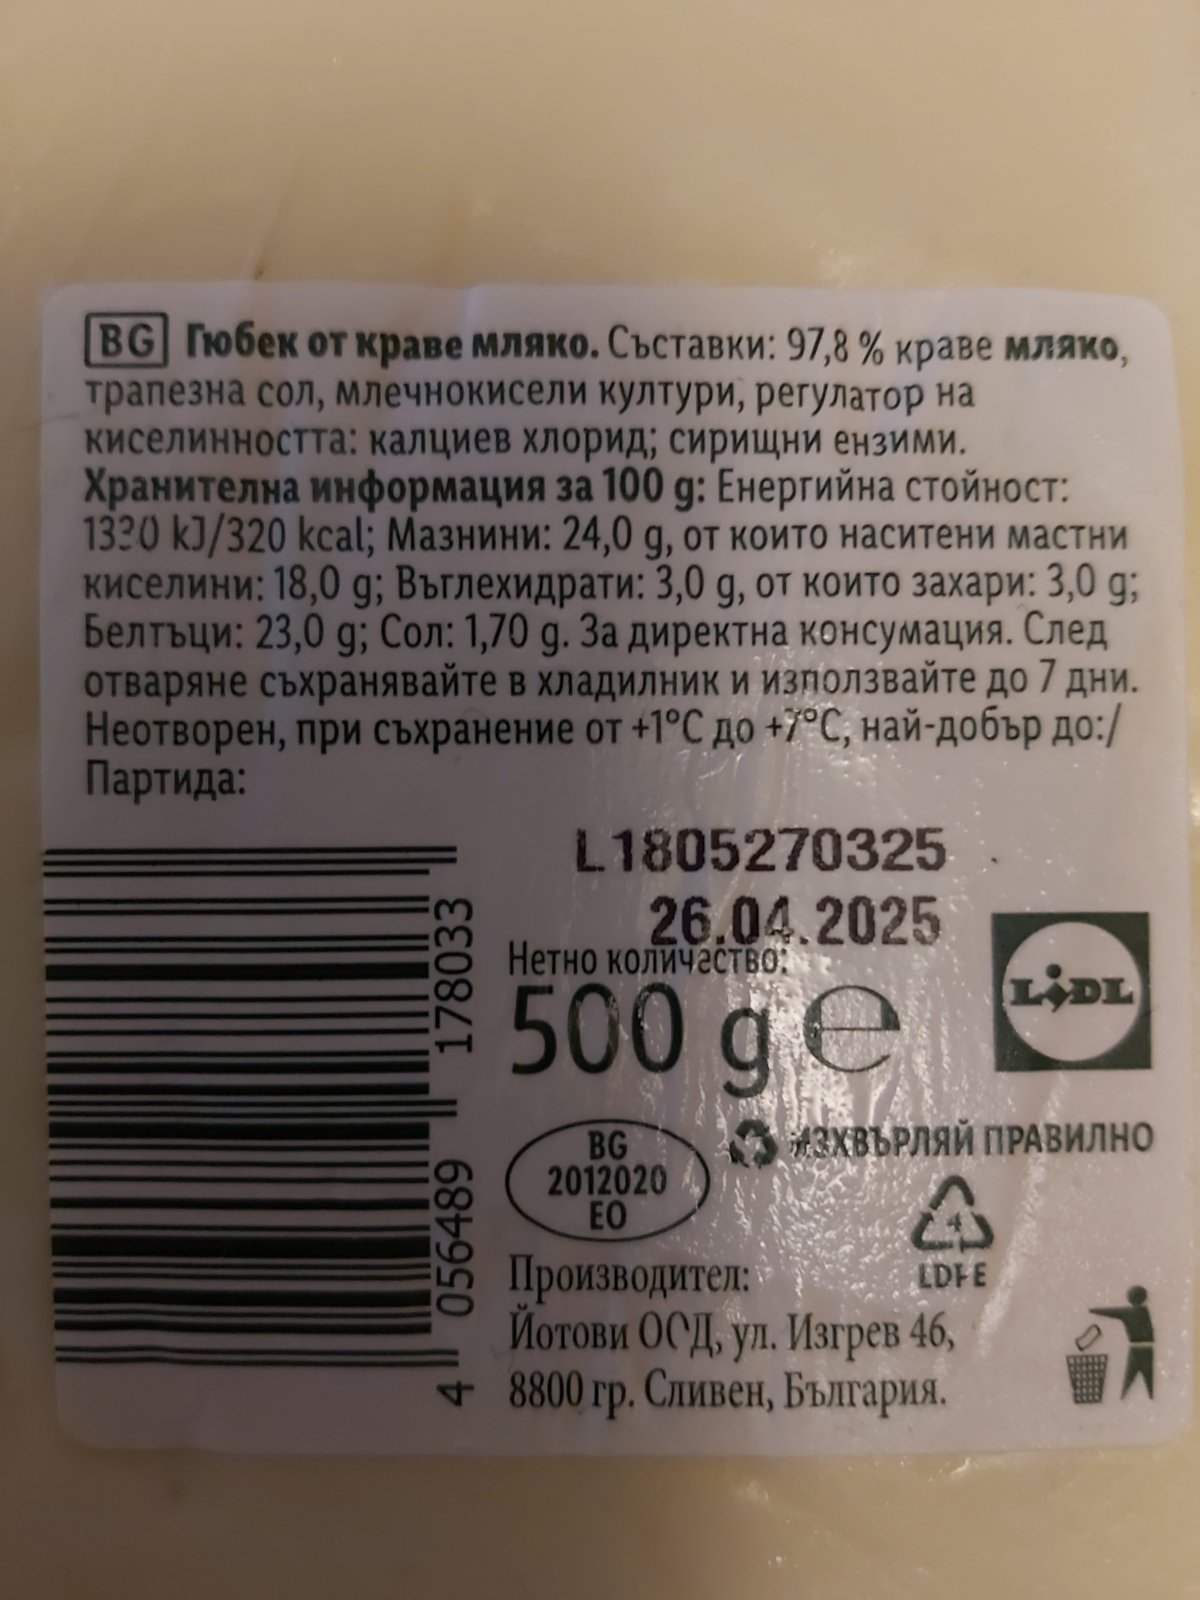 BG Гюбек от краве мляко. Съставки: 97,8 % краве мляко,
трапезна сол, млечнокисели култури, регулатор на
киселинността: калциев хлорид; сирищни ензими.
Хранителна информация за 100 g: Енергийна стойност:
kJ/320 kcal; Мазнини: 24,0 g, от които наситени мастни
киселини: 18,0 g; Въглехидрати: 3,0 g, от които захари: 3,0 g;
Белтъци: 23,0 g; Сол: 1,70 g. За директна консумация. След
отваряне съхранявайте в хладилник и използвайте до 7 дни.
Неотворен, при съхранение от +1°C до +7°C, най-добър до:/
Партида:
L1805270325
26.04.2025
Нетно количество:
500 g e
LIDL
BG
2012020
EO
ИЗХВЪРЛЯЙ ПРАВИЛНО
4
LDPE
Производител:
Йотови ООД, ул. Изгрев 46,
8800 гр. Сливен, България.
4 056489 178033